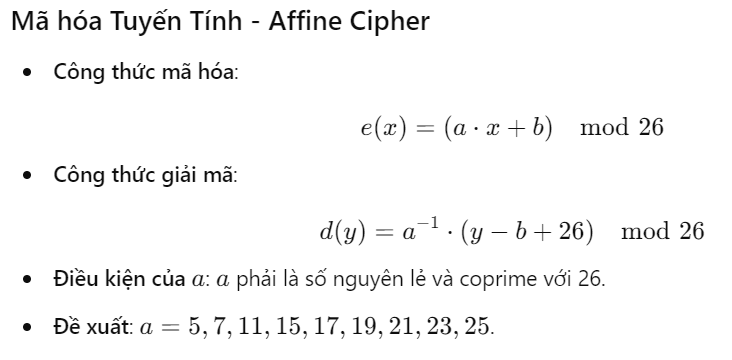 Mã hóa Tuyến Tính - Affine Cipher
• Công thức mã hóa:
e(x) = (a · x + b) mod 26
• Công thức giải mã:
d(y) = a⁻¹ · (y − b + 26) mod 26
• Điều kiện của a: a phải là số nguyên lẻ và coprime với 26.
• Đề xuất: a = 5, 7, 11, 15, 17, 19, 21, 23, 25.